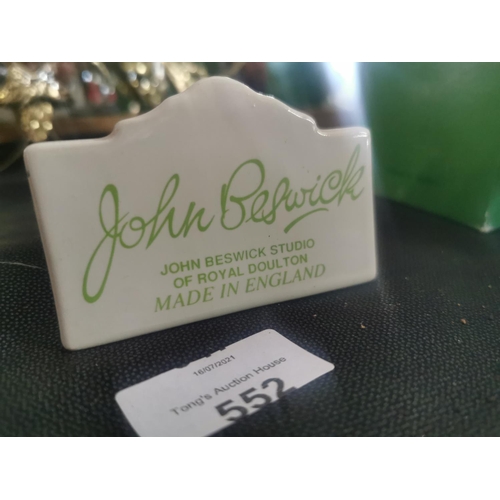 John Beswick
JOHN BESWICK STUDIO
OF ROYAL DOULTON
MADE IN ENGLAND
16/07/2021
Tong's Auction House
552